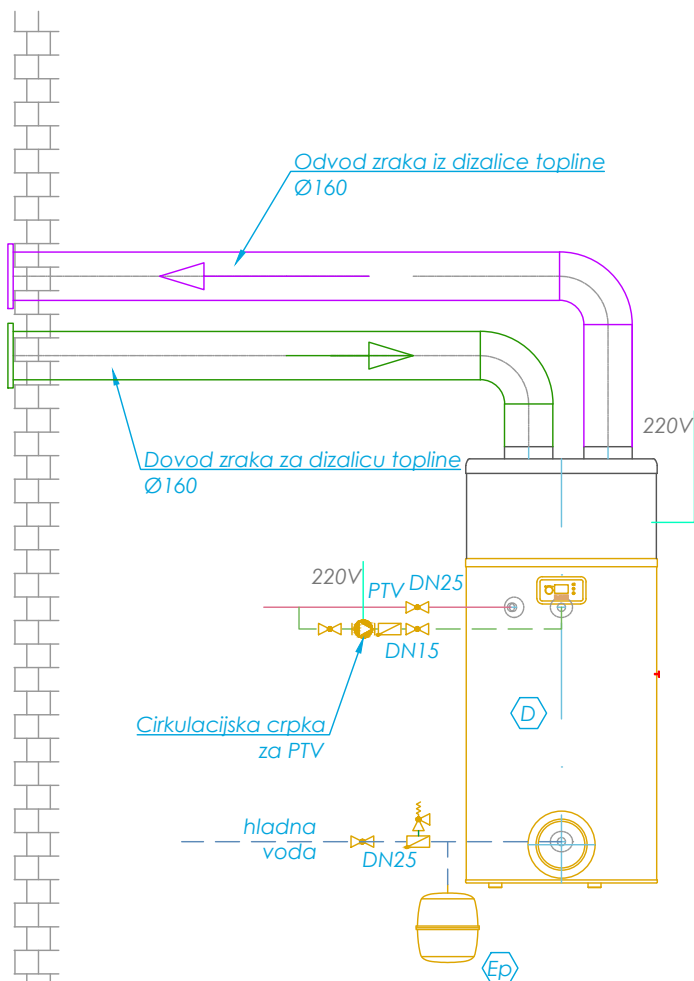 Odvod zraka iz dizalice topline
Ø160
220V
Dovod zraka za dizalicu topline
Ø160
220V
PTV
DN25
DN15
D
Cirkulacijska crpka
za PTV
hladna
voda
DN25
Ep